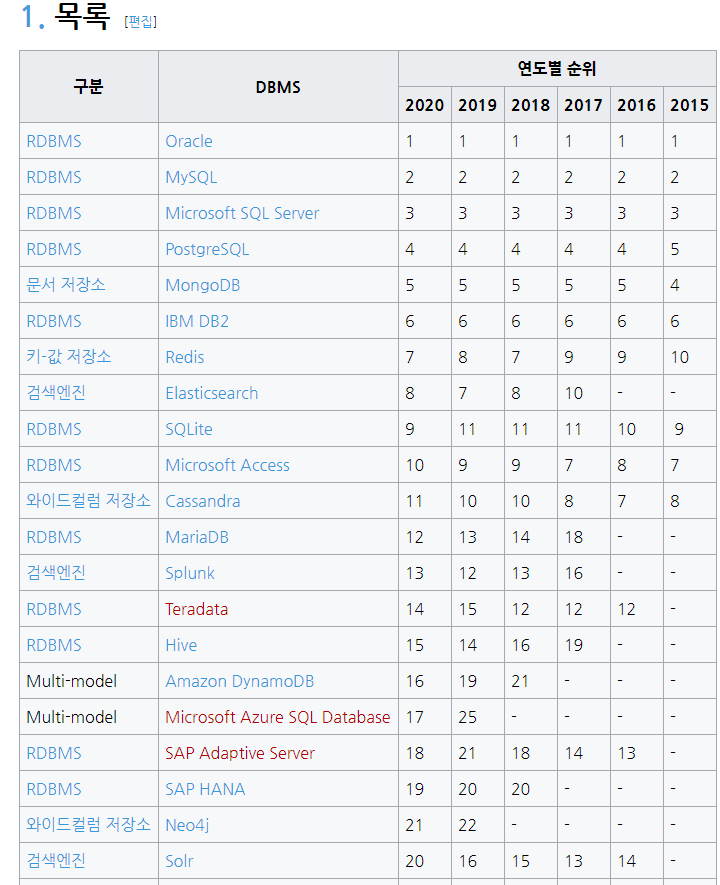 1. 목록 [편집]
구분 DBMS 연도별 순위
2020 2019 2018 2017 2016 2015
RDBMS Oracle 1 1 1 1 1 1
RDBMS MySQL 2 2 2 2 2 2
RDBMS Microsoft SQL Server 3 3 3 3 3 3
RDBMS PostgreSQL 4 4 4 4 4 5
문서 저장소 MongoDB 5 5 5 5 5 4
RDBMS IBM DB2 6 6 6 6 6 6
키-값 저장소 Redis 7 8 7 9 9 10
검색엔진 Elasticsearch 8 7 8 10 - -
RDBMS SQLite 9 11 11 11 10 9
RDBMS Microsoft Access 10 9 9 7 8 7
와이드컬럼 저장소 Cassandra 11 10 10 8 7 8
RDBMS MariaDB 12 13 14 18 - -
검색엔진 Splunk 13 12 13 16 - -
RDBMS Teradata 14 15 12 12 12 -
RDBMS Hive 15 14 16 19 - -
Multi-model Amazon DynamoDB 16 19 21 - - -
Multi-model Microsoft Azure SQL Database 17 25 - - - -
RDBMS SAP Adaptive Server 18 21 18 14 13 -
RDBMS SAP HANA 19 20 20 - - -
와이드컬럼 저장소 Neo4j 21 22 - - - -
검색엔진 Solr 20 16 15 13 14 -